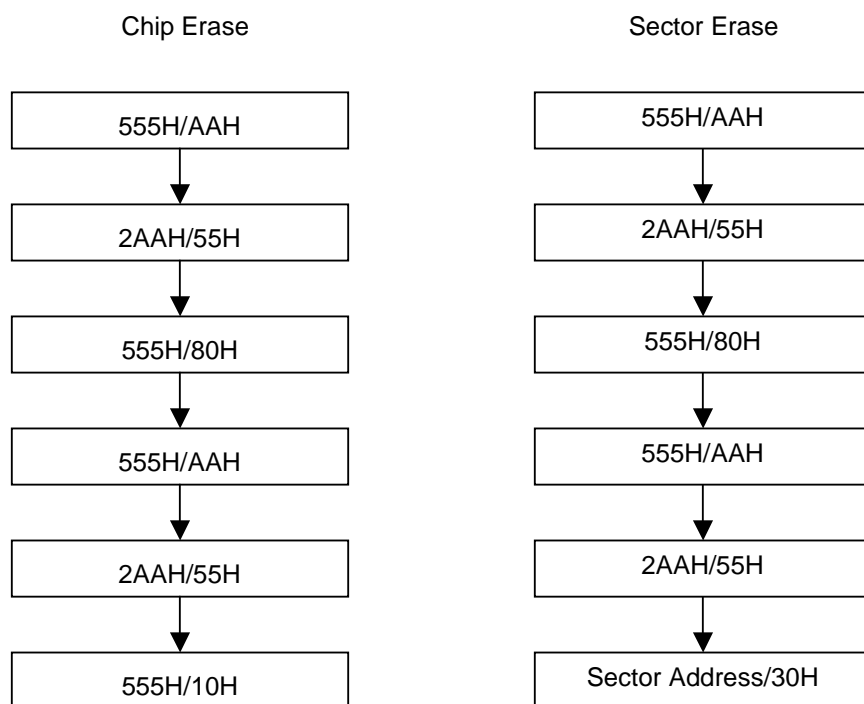 Chip Erase
555H/AAH
2AAH/55H
555H/80H
555H/AAH
2AAH/55H
555H/10H
Sector Erase
555H/AAH
2AAH/55H
555H/80H
555H/AAH
2AAH/55H
Sector Address/30H